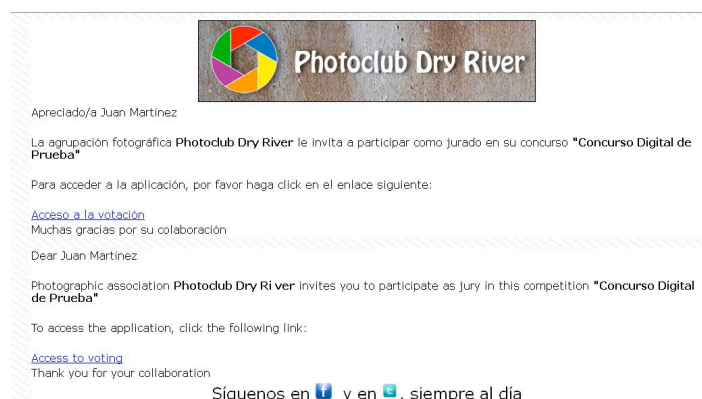 Photoclub Dry River
Apreciado/a Juan Martínez
La agrupación fotográfica Photoclub Dry River le invita a participar como jurado en su concurso "Concurso Digital de
Prueba"
Para acceder a la aplicación, por favor haga click en el enlace siguiente:
Acceso a la votación
Muchas gracias por su colaboración
Dear Juan Martínez
Photographic association Photoclub Dry Ri ver invites you to participate as jury in this competition "Concurso Digital
de Prueba"
To access the application, click the following link:
Access to voting
Thank you for your collaboration
Síguenos en f y en t, siempre al día